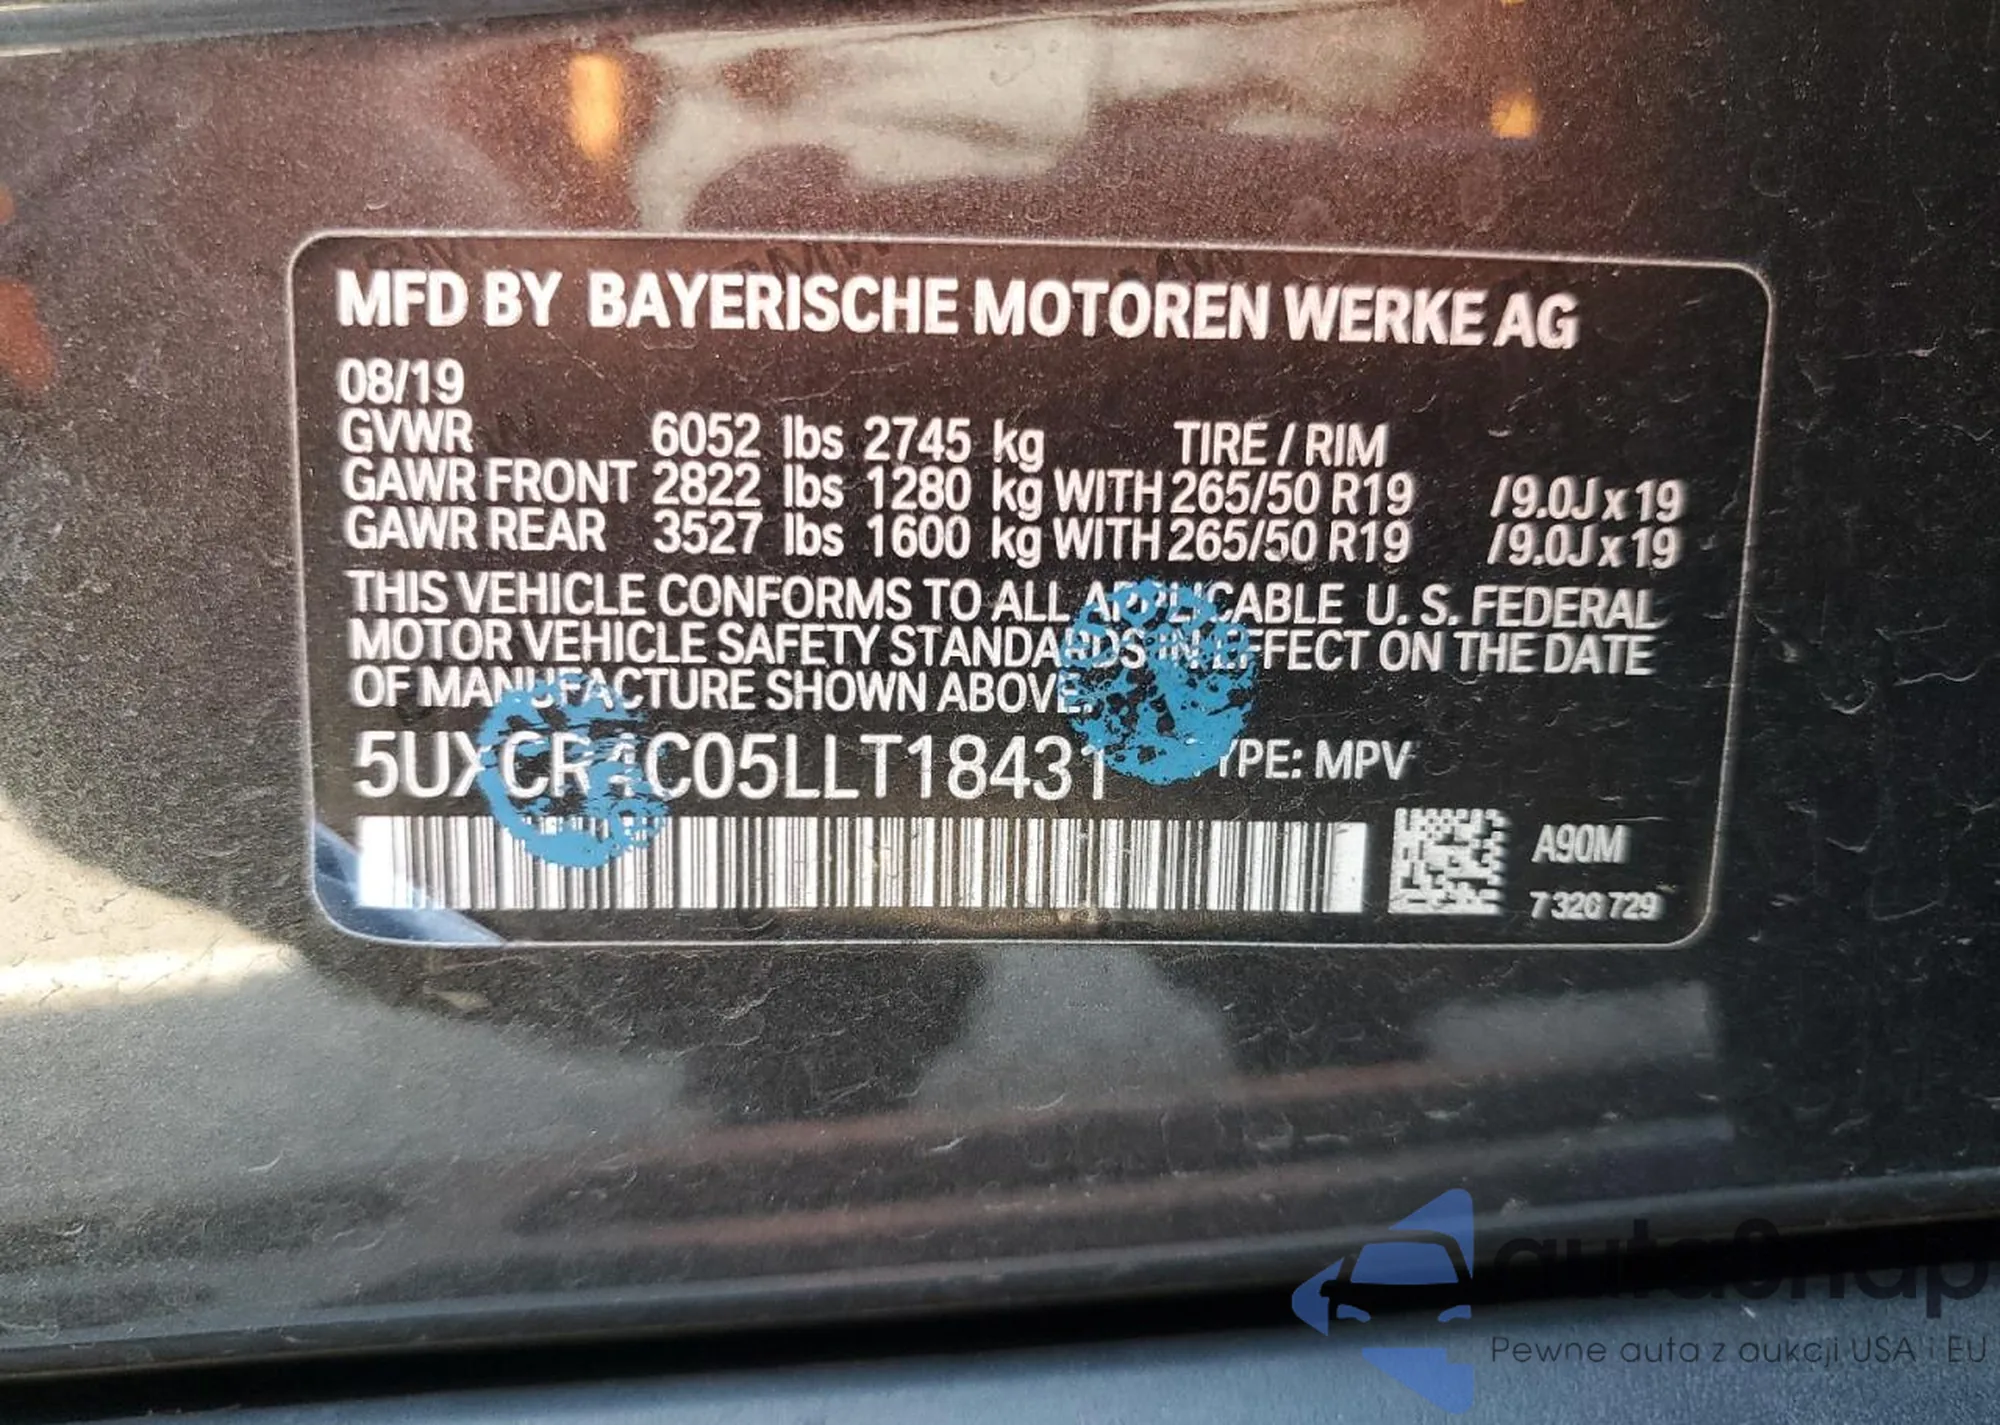 MFD BY BAYERISCHE MOTOREN WERKE AG
08/19
GVWR 6052 lbs 2745 kg TIRE / RIM
GAWR FRONT 2822 lbs 1280 kg WITH 265/50 R19 /9.0J x 19
GAWR REAR 3527 lbs 1600 kg WITH 265/50 R19 /9.0J x 19
THIS VEHICLE CONFORMS TO ALL APPLICABLE U. S. FEDERAL
MOTOR VEHICLE SAFETY STANDARDS IN EFFECT ON THE DATE
OF MANUFACTURE SHOWN ABOVE.
5UXCR4C05LLT18431 TYPE: MPV
A90M
7 320 729
autaSnap
Pewne auta z aukcji USA i EU